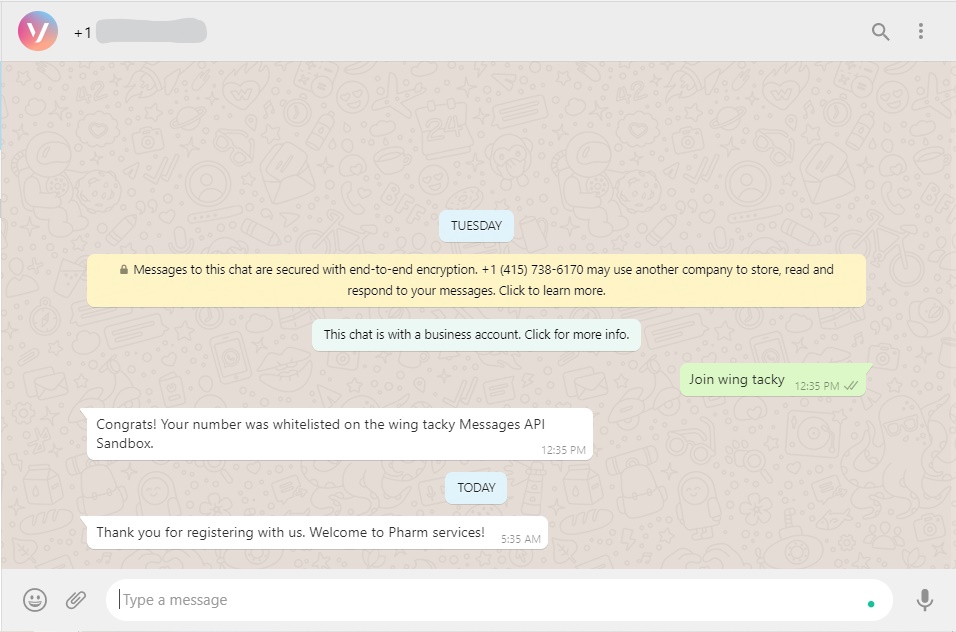 +1
TUESDAY
Messages to this chat are secured with end-to-end encryption. +1 (415) 738-6170 may use another company to store, read and
respond to your messages. Click to learn more.
This chat is with a business account. Click for more info.
Join wing tacky 12:35 PM
Congrats! Your number was whitelisted on the wing tacky Messages API
Sandbox.
12:35 PM
TODAY
Thank you for registering with us. Welcome to Pharm services! 5:35 AM
Type a message